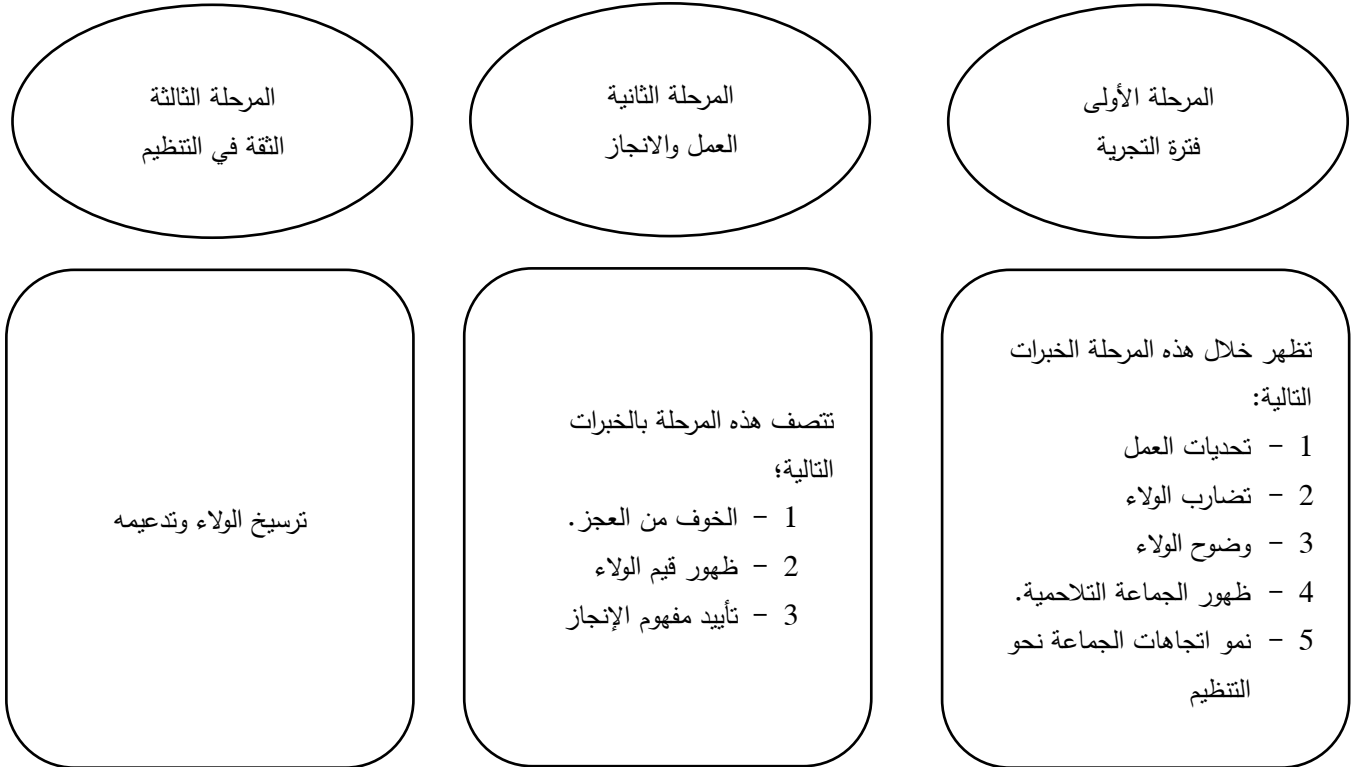 المرحلة الأولى
فترة التجرية
المرحلة الثانية
العمل والانجاز
المرحلة الثالثة
الثقة في التنظيم
تظهر خلال هذه المرحلة الخبرات
التالية:
1 - تحديات العمل
2 - تضارب الولاء
3 - وضوح الولاء
4 - ظهور الجماعة التلاحمية.
5 - نمو اتجاهات الجماعة نحو
التنظيم
تتصف هذه المرحلة بالخبرات
التالية؛
1 - الخوف من العجز.
2 - ظهور قيم الولاء
3 - تأييد مفهوم الإنجاز
ترسيخ الولاء وتدعيمه